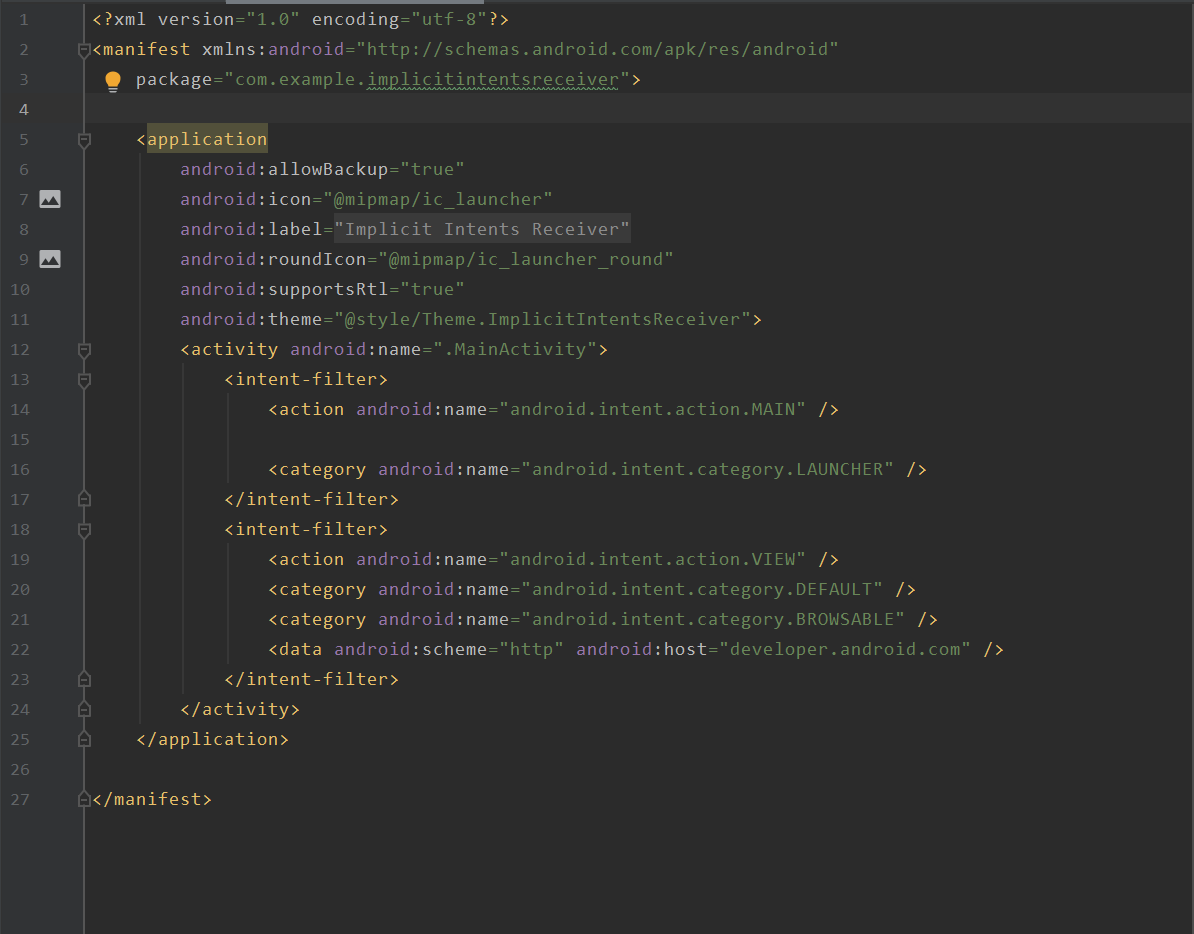 1 <?xml version="1.0" encoding="utf-8"?>
2 <manifest xmlns:android="http://schemas.android.com/apk/res/android"
3     package="com.example.implicitintentsreceiver">
4
5     <application
6         android:allowBackup="true"
7         android:icon="@mipmap/ic_launcher"
8         android:label="Implicit Intents Receiver"
9         android:roundIcon="@mipmap/ic_launcher_round"
10         android:supportsRtl="true"
11         android:theme="@style/Theme.ImplicitIntentsReceiver">
12         <activity android:name=".MainActivity">
13             <intent-filter>
14                 <action android:name="android.intent.action.MAIN" />
15
16                 <category android:name="android.intent.category.LAUNCHER" />
17             </intent-filter>
18             <intent-filter>
19                 <action android:name="android.intent.action.VIEW" />
20                 <category android:name="android.intent.category.DEFAULT" />
21                 <category android:name="android.intent.category.BROWSABLE" />
22                 <data android:scheme="http" android:host="developer.android.com" />
23             </intent-filter>
24         </activity>
25     </application>
26
27 </manifest>